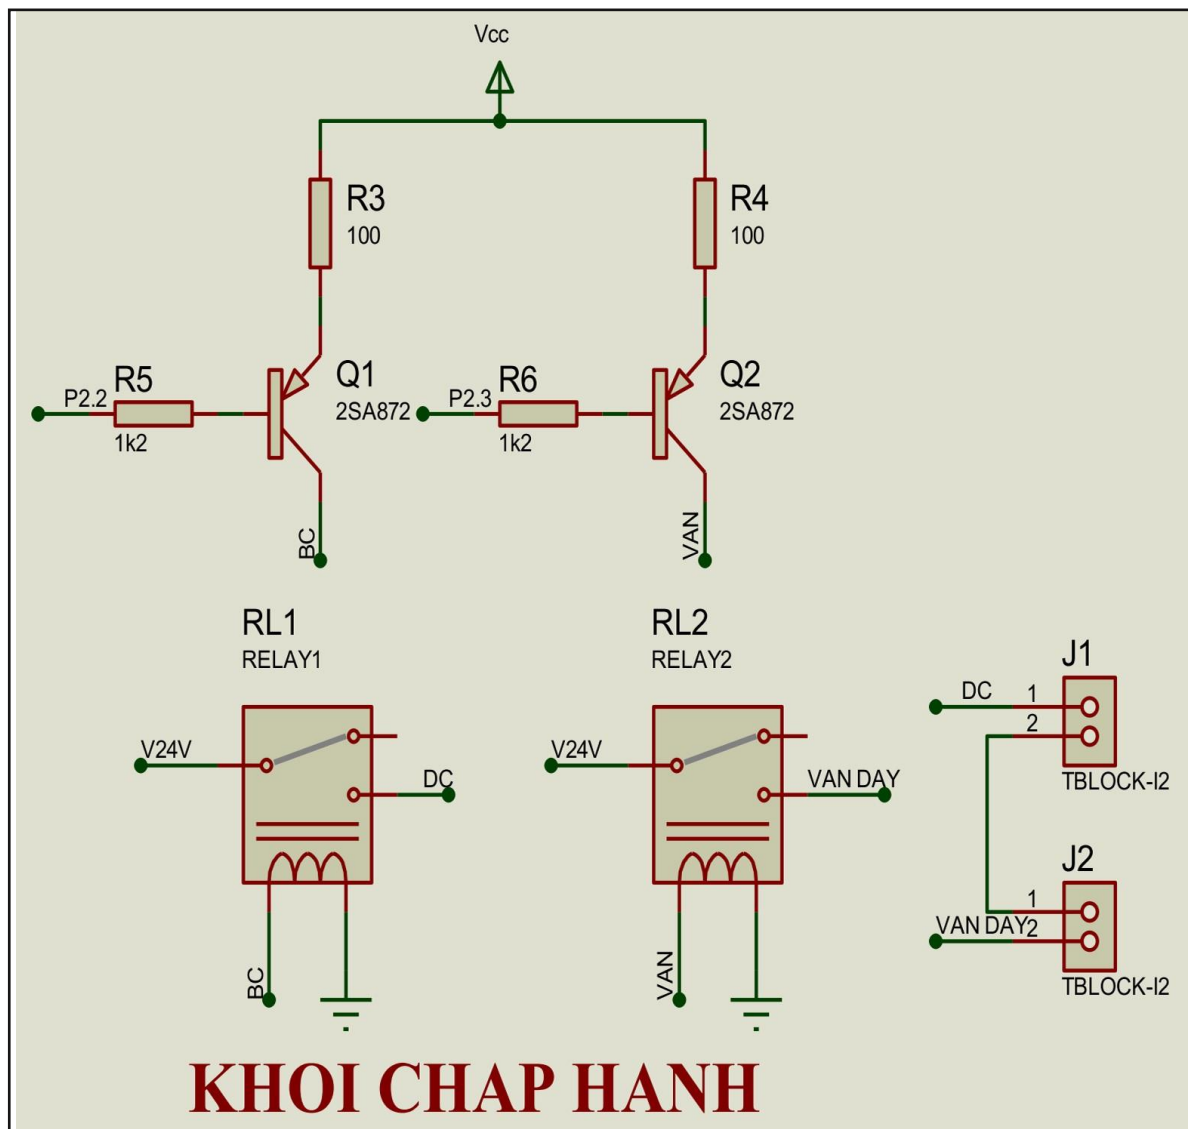 Vcc
R3
100
R4
100
P2.2
R5
1k2
Q1
2SA872
P2.3
R6
1k2
Q2
2SA872
BC
VAN
RL1
RELAY1
V24V
DC
BC
RL2
RELAY2
V24V
VAN DAY
VAN
J1
DC
1
2
TBLOCK-I2
J2
1
VAN DAY
2
TBLOCK-I2
KHOI CHAP HANH